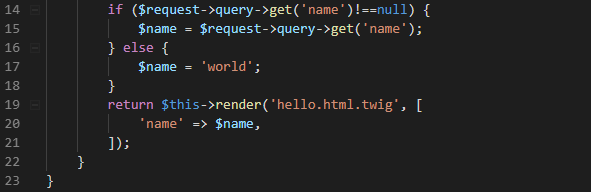 14 if ($request->query->get('name')!==null) {
15 $name = $request->query->get('name');
16 } else {
17 $name = 'world';
18 }
19 return $this->render('hello.html.twig', [
20 'name' => $name,
21 ]);
22 }
23 }